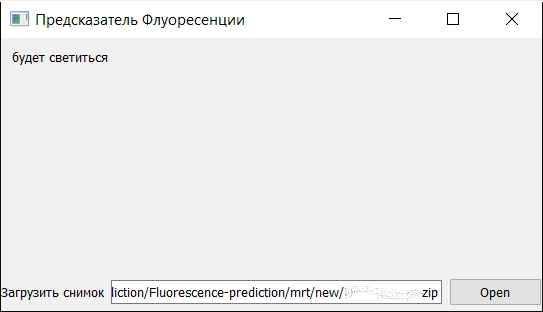 Предсказатель Флуоресенции
будет светиться
Загрузить снимок liction/Fluorescence-prediction/mrt/new/ zip Open